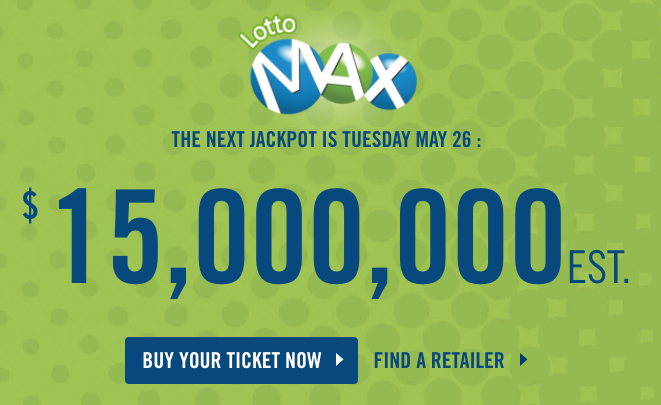 Lotto
MAX
THE NEXT JACKPOT IS TUESDAY MAY 26 :
$15,000,000 EST.
BUY YOUR TICKET NOW
FIND A RETAILER